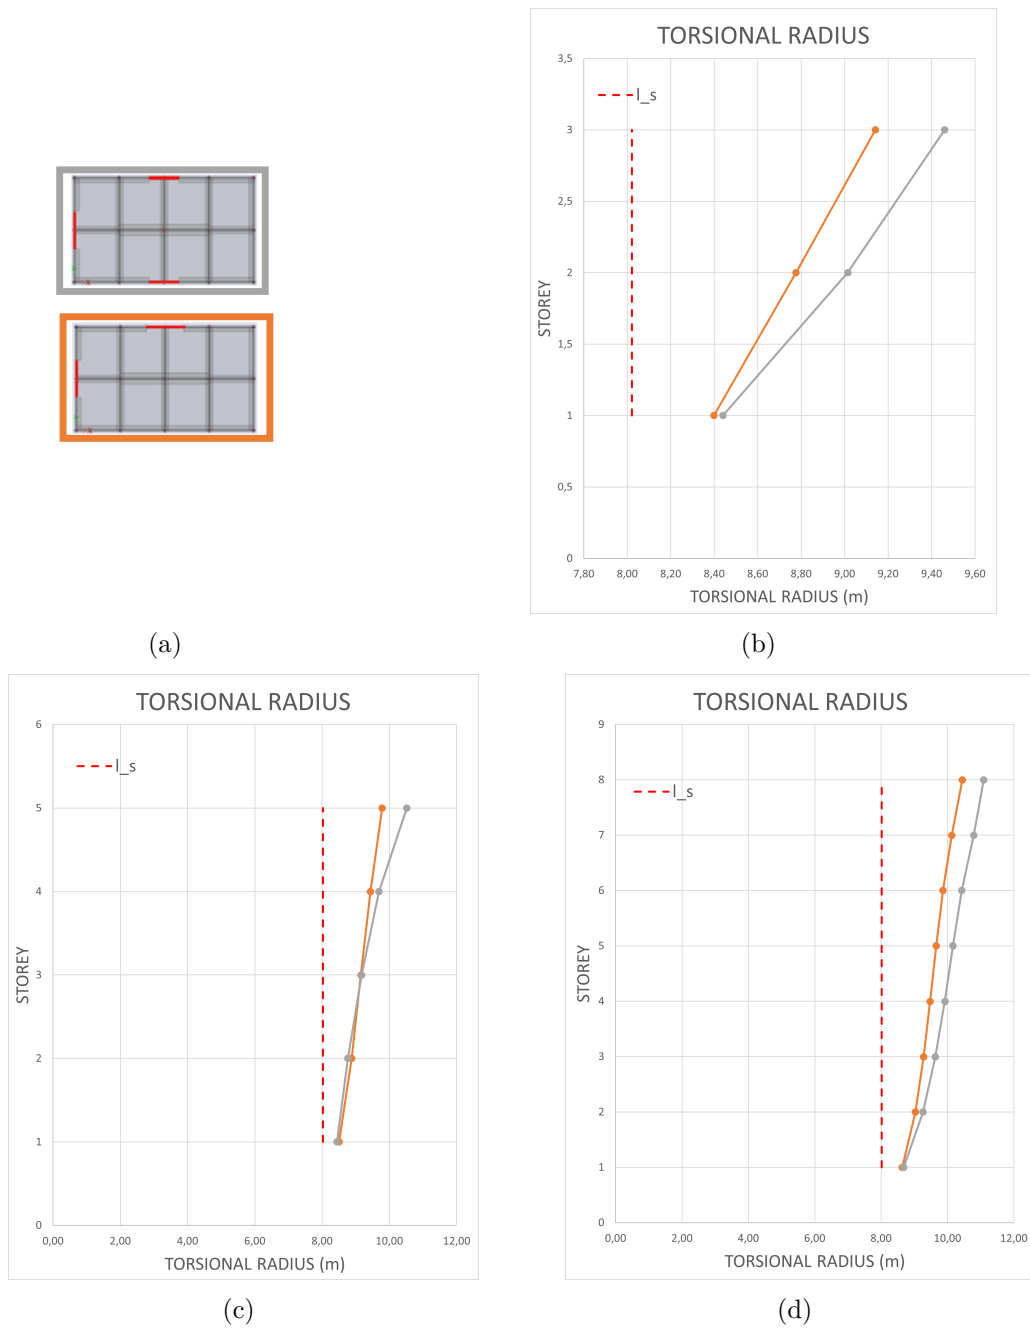 X
X
(a)
TORSIONAL RADIUS
3,5
l_s
3
2,5
2
STOREY
1,5
1
0,5
0
7,80 8,00 8,20 8,40 8,60 8,80 9,00 9,20 9,40 9,60
TORSIONAL RADIUS (m)
(b)
TORSIONAL RADIUS
6
l_s
5
4
3
STOREY
2
1
0
0,00 2,00 4,00 6,00 8,00 10,00 12,00
TORSIONAL RADIUS (m)
(c)
TORSIONAL RADIUS
9
l_s
8
7
6
5
STOREY
4
3
2
1
0
0,00 2,00 4,00 6,00 8,00 10,00 12,00
TORSIONAL RADIUS (m)
(d)